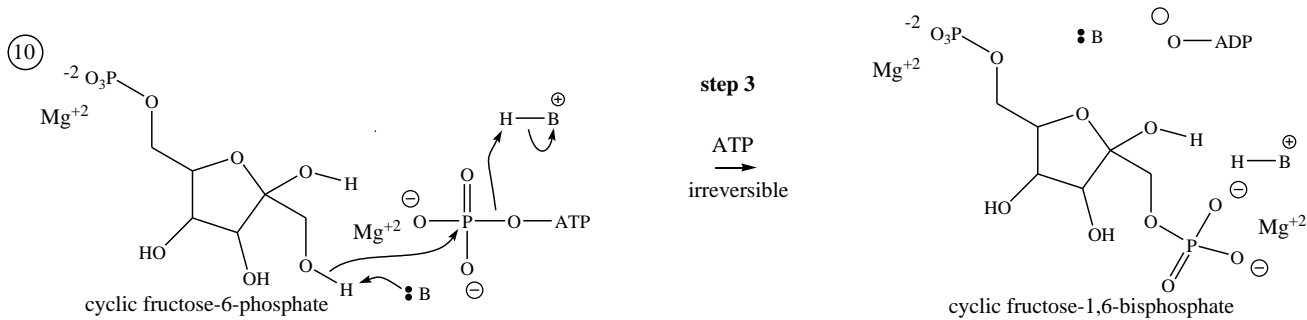 10
-2 O₃P
O
Mg+2
O
O
H
HO
OH
O
H
B
cyclic fructose-6-phosphate
H B ⊕
O
⊖ O P O ATP
Mg+2
O ⊖
step 3
ATP
irreversible
-2 O₃P
O
Mg+2
B
O ADP
O
O H
HO
OH
O
H B ⊕
⊖
O
Mg+2
P
O ⊖
O
cyclic fructose-1,6-bisphosphate